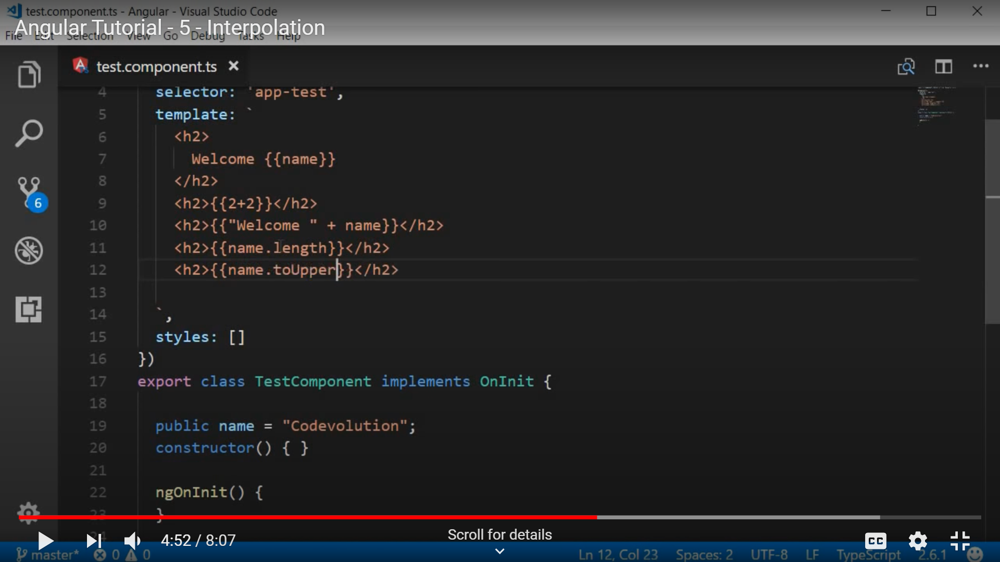 test.component.ts - Angular - Visual Studio Code
Angular Tutorial - 5 - Interpolation
File Edit Selection View Go Debug Tasks Help
test.component.ts
4 selector: 'app-test',
5 template: `
6 <h2>
7 Welcome {{name}}
8 </h2>
9 <h2>{{2+2}}</h2>
10 <h2>{{"Welcome " + name}}</h2>
11 <h2>{{name.length}}</h2>
12 <h2>{{name.toUpper}}</h2>
13
14 `,
15 styles: []
16 })
17 export class TestComponent implements OnInit {
18
19 public name = "Codevolution";
20 constructor() { }
21
22 ngOnInit() {
23 }
24
6
4:52 / 8:07
Scroll for details
CC
master* 0 0 Ln 12, Col 23 Spaces: 2 UTF-8 LF TypeScript 2.6.1